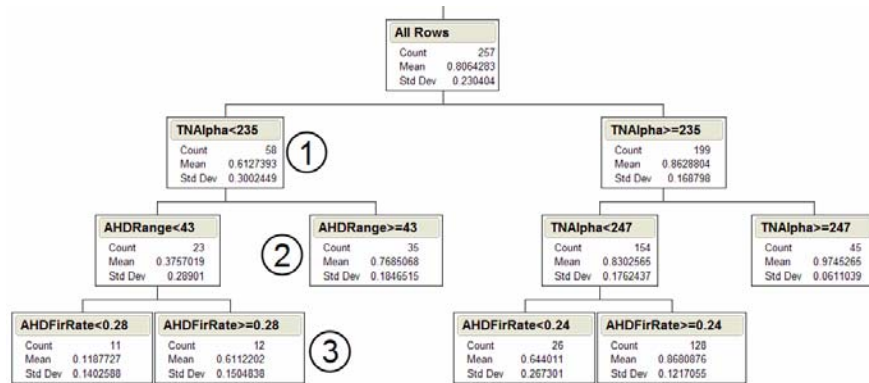 All Rows
Count 257
Mean 0.8064283
Std Dev 0.230404
TNAlpha<235
Count 58
Mean 0.6127393
Std Dev 0.3002449
1
TNAlpha>=235
Count 199
Mean 0.8628804
Std Dev 0.168798
AHDRange<43
Count 23
Mean 0.3757019
Std Dev 0.28901
2
AHDRange>=43
Count 35
Mean 0.7685068
Std Dev 0.1846515
TNAlpha<247
Count 154
Mean 0.8302565
Std Dev 0.1762437
TNAlpha>=247
Count 45
Mean 0.9745265
Std Dev 0.0611039
AHDFirRate<0.28
Count 11
Mean 0.1187727
Std Dev 0.1402588
AHDFirRate>=0.28
Count 12
Mean 0.6112202
Std Dev 0.1504838
3
AHDFirRate<0.24
Count 26
Mean 0.644011
Std Dev 0.267301
AHDFirRate>=0.24
Count 128
Mean 0.8680876
Std Dev 0.1217055